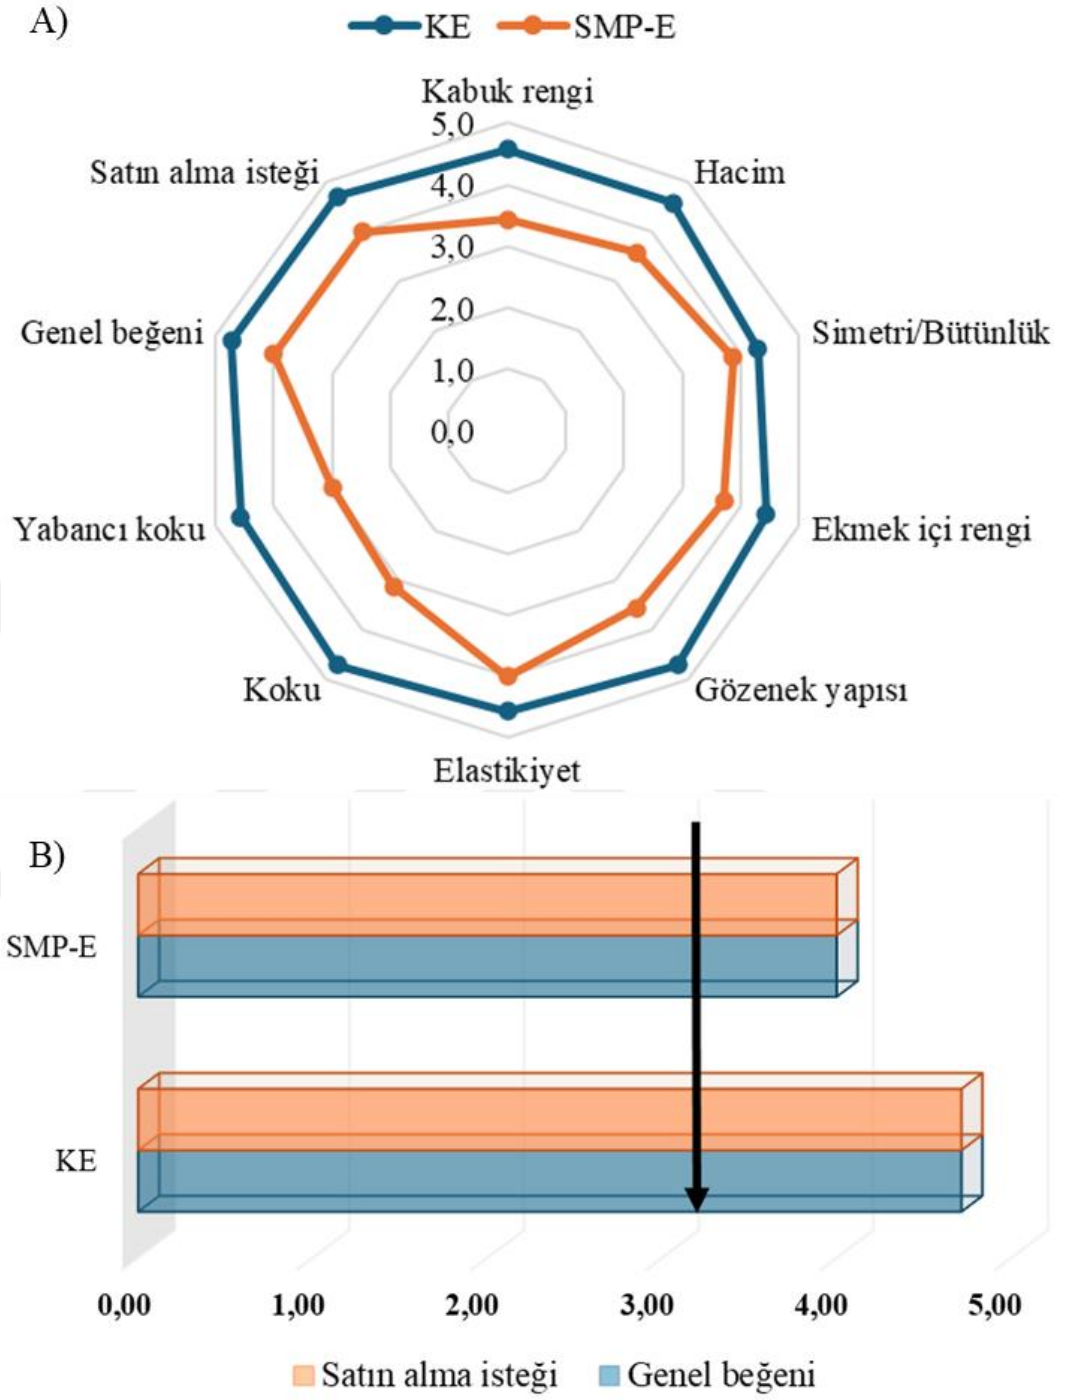 A)
KE SMP-E
Kabuk rengi
5,0
Satın alma isteği
Hacim
4,0
3,0
Genel beğeni
2,0
Simetri/Bütünlük
1,0
0,0
Yabancı koku
Ekmek içi rengi
Koku
Gözenek yapısı
Elastikiyet
B)
SMP-E
KE
0,00 1,00 2,00 3,00 4,00 5,00
Satın alma isteği Genel beğeni